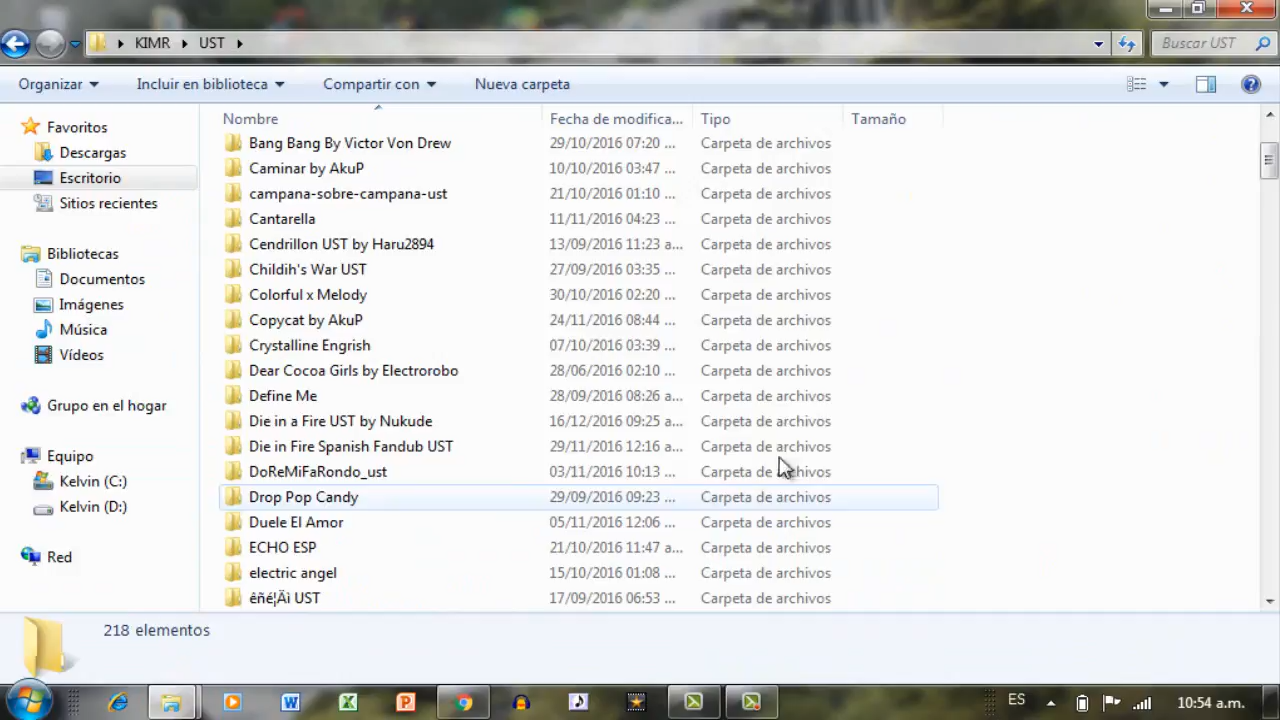 KIMR UST
Buscar UST
Organizar Incluir en biblioteca Compartir con Nueva carpeta
Favoritos
Descargas
Escritorio
Sitios recientes
Bibliotecas
Documentos
Imágenes
Música
Vídeos
Grupo en el hogar
Equipo
Kelvin (C:)
Kelvin (D:)
Red
Nombre Fecha de modifica... Tipo Tamaño
Bang Bang By Victor Von Drew 29/10/2016 07:20 ... Carpeta de archivos
Caminar by AkuP 10/10/2016 03:47 ... Carpeta de archivos
campana-sobre-campana-ust 21/10/2016 01:10 ... Carpeta de archivos
Cantarella 11/11/2016 04:23 ... Carpeta de archivos
Cendrillon UST by Haru2894 13/09/2016 11:23 a... Carpeta de archivos
Childih's War UST 27/09/2016 03:35 ... Carpeta de archivos
Colorful x Melody 30/10/2016 02:20 ... Carpeta de archivos
Copycat by AkuP 24/11/2016 08:44 ... Carpeta de archivos
Crystalline Engrish 07/10/2016 03:39 ... Carpeta de archivos
Dear Cocoa Girls by Electrorobo 28/06/2016 02:10 ... Carpeta de archivos
Define Me 28/09/2016 08:26 a... Carpeta de archivos
Die in a Fire UST by Nukude 16/12/2016 09:25 a... Carpeta de archivos
Die in Fire Spanish Fandub UST 29/11/2016 12:16 a... Carpeta de archivos
DoReMiFaRondo_ust 03/11/2016 10:13 ... Carpeta de archivos
Drop Pop Candy 29/09/2016 09:23 ... Carpeta de archivos
Duele El Amor 05/11/2016 12:06 ... Carpeta de archivos
ECHO ESP 21/10/2016 11:47 a... Carpeta de archivos
electric angel 15/10/2016 01:08 ... Carpeta de archivos
êñé¦Äì UST 17/09/2016 06:53 ... Carpeta de archivos
218 elementos
ES 10:54 a.m.